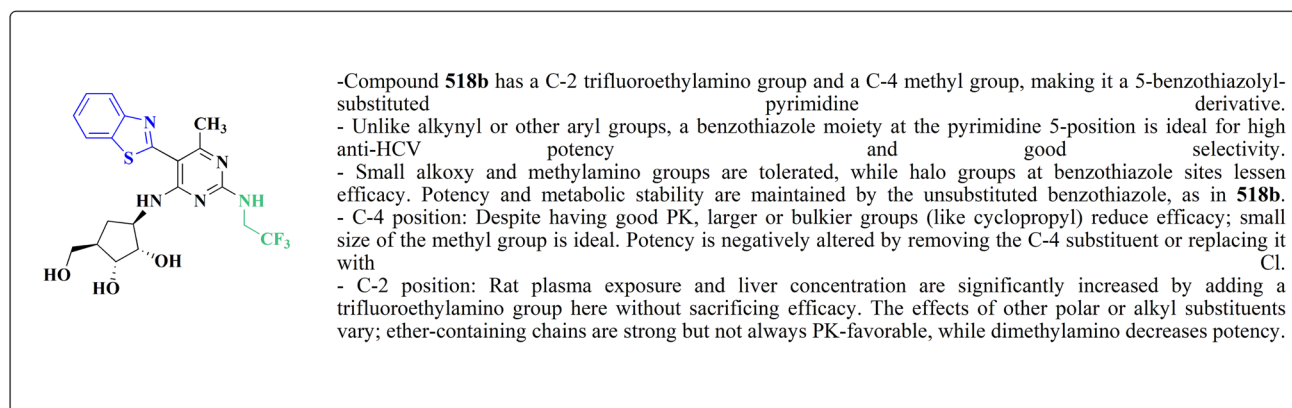 -Compound 518b has a C-2 trifluoroethylamino group and a C-4 methyl group, making it a 5-benzothiazolyl-
substituted pyrimidine derivative.
- Unlike alkynyl or other aryl groups, a benzothiazole moiety at the pyrimidine 5-position is ideal for high
anti-HCV potency and good selectivity.
- Small alkoxy and methylamino groups are tolerated, while halo groups at benzothiazole sites lessen
efficacy. Potency and metabolic stability are maintained by the unsubstituted benzothiazole, as in 518b.
- C-4 position: Despite having good PK, larger or bulkier groups (like cyclopropyl) reduce efficacy; small
size of the methyl group is ideal. Potency is negatively altered by removing the C-4 substituent or replacing it
with Cl.
- C-2 position: Rat plasma exposure and liver concentration are significantly increased by adding a
trifluoroethylamino group here without sacrificing efficacy. The effects of other polar or alkyl substituents
vary; ether-containing chains are strong but not always PK-favorable, while dimethylamino decreases potency.
N
CH3
S
N
HN
N
NH
CF3
OH
HO
HO